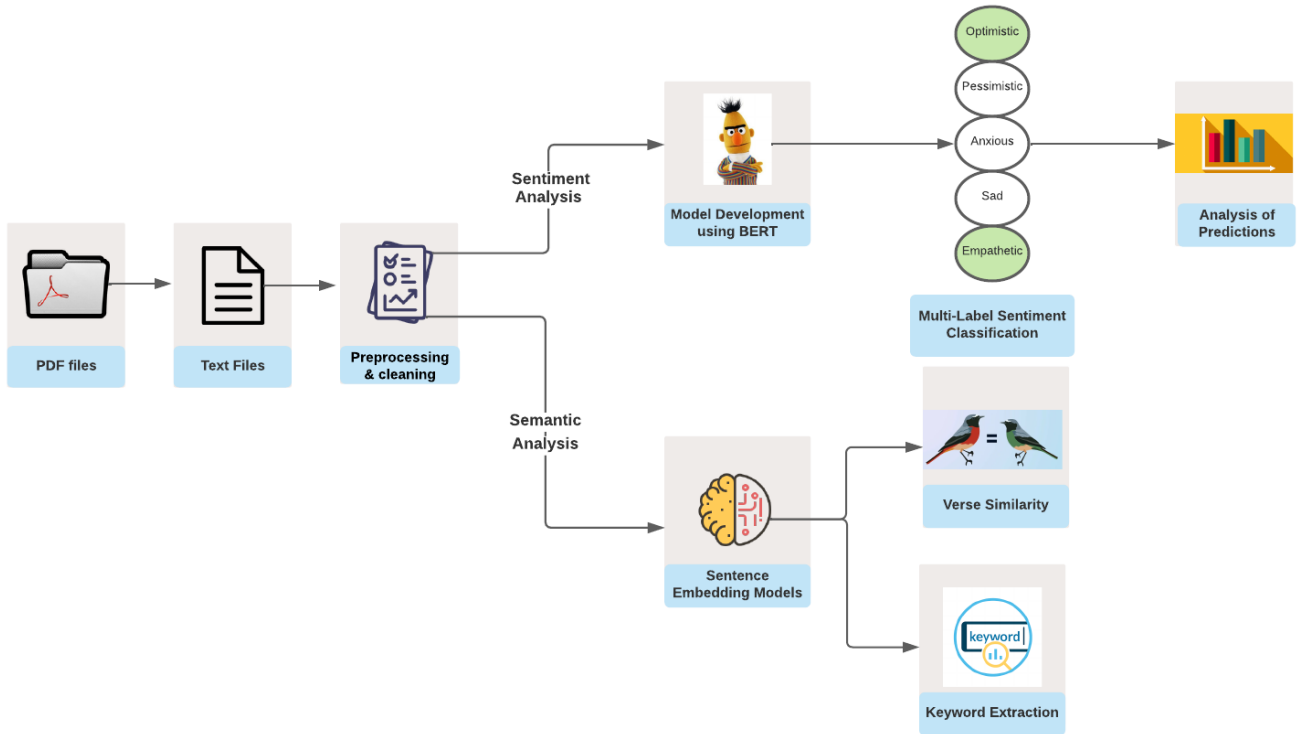 PDF files
Text Files
Preprocessing
& cleaning
Sentiment
Analysis
Model Development
using BERT
Optimistic
Pessimistic
Anxious
Sad
Empathetic
Multi-Label Sentiment
Classification
Analysis of
Predictions
Semantic
Analysis
Sentence
Embedding Models
Verse Similarity
=
keyword
Keyword Extraction